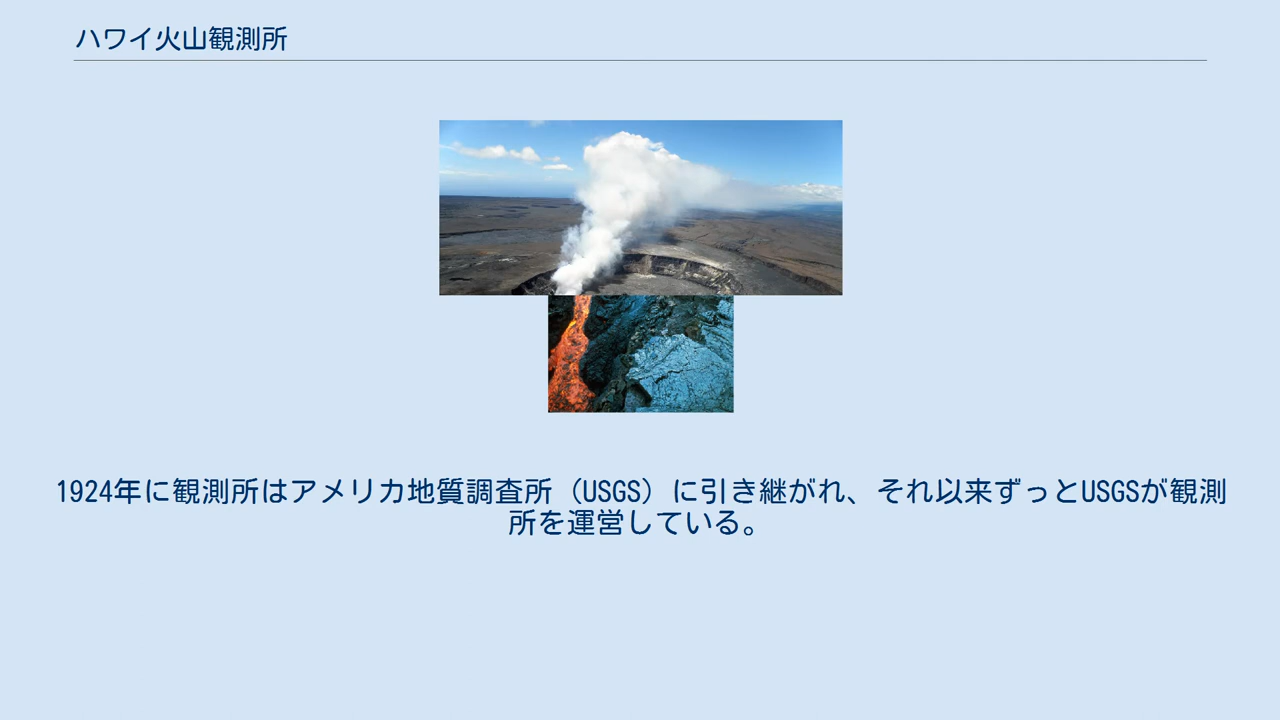 ハワイ火山観測所
1924年に観測所はアメリカ地質調査所（USGS）に引き継がれ、それ以来ずっとUSGSが観測
所を運営している。